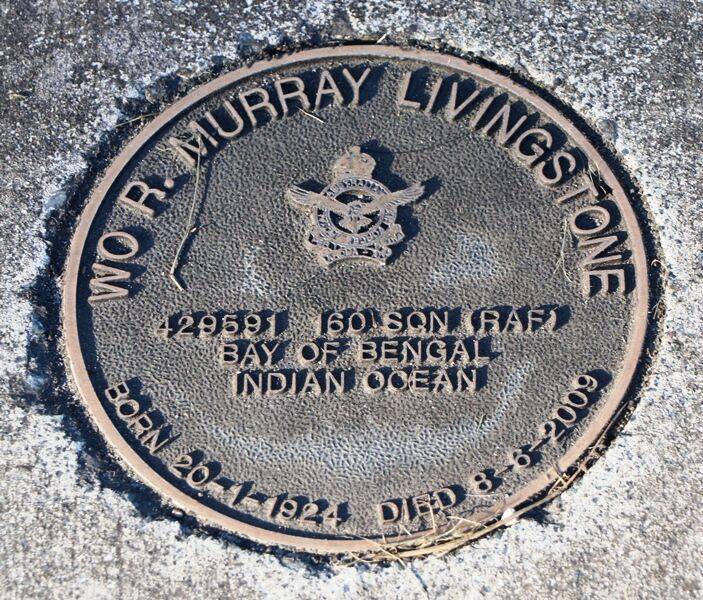 WO R. MURRAY LIVINGSTONE
429591 160 SQN (RAF)
BAY OF BENGAL
INDIAN OCEAN
BORN 20-1-1924 DIED 8-8-2009